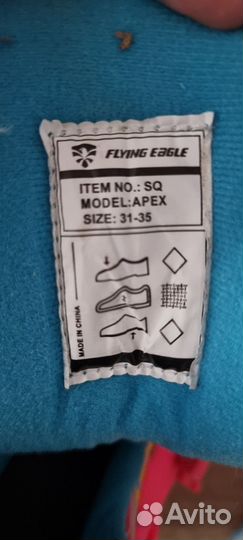 FLYING EAGLE
ITEM NO.: SQ
MODEL:APEX
SIZE: 31-35
MADE IN CHINA
Avito